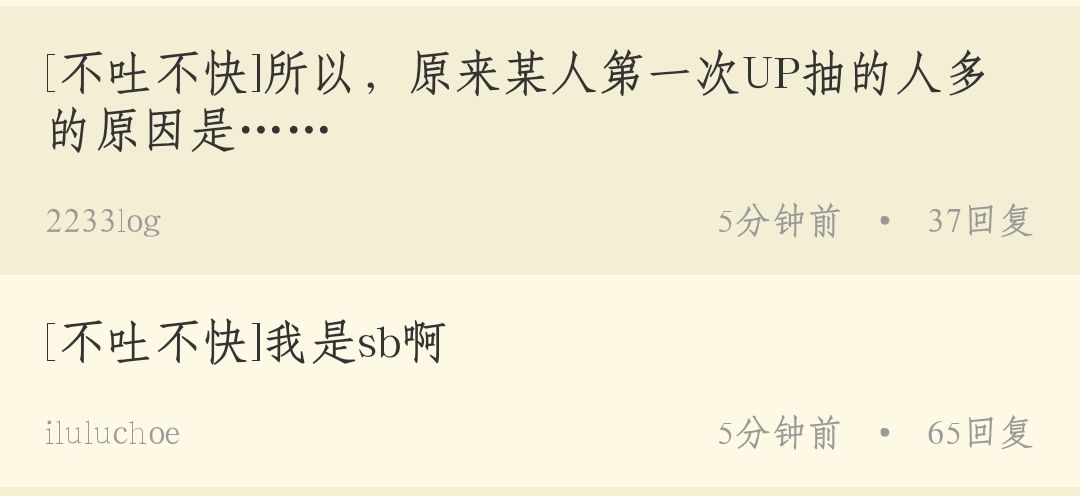 [不吐不快]所以，原来某人第一次UP抽的人多
的原因是……
2233log
5分钟前 • 37回复
[不吐不快]我是sb啊
iluluchoe
5分钟前 • 65回复